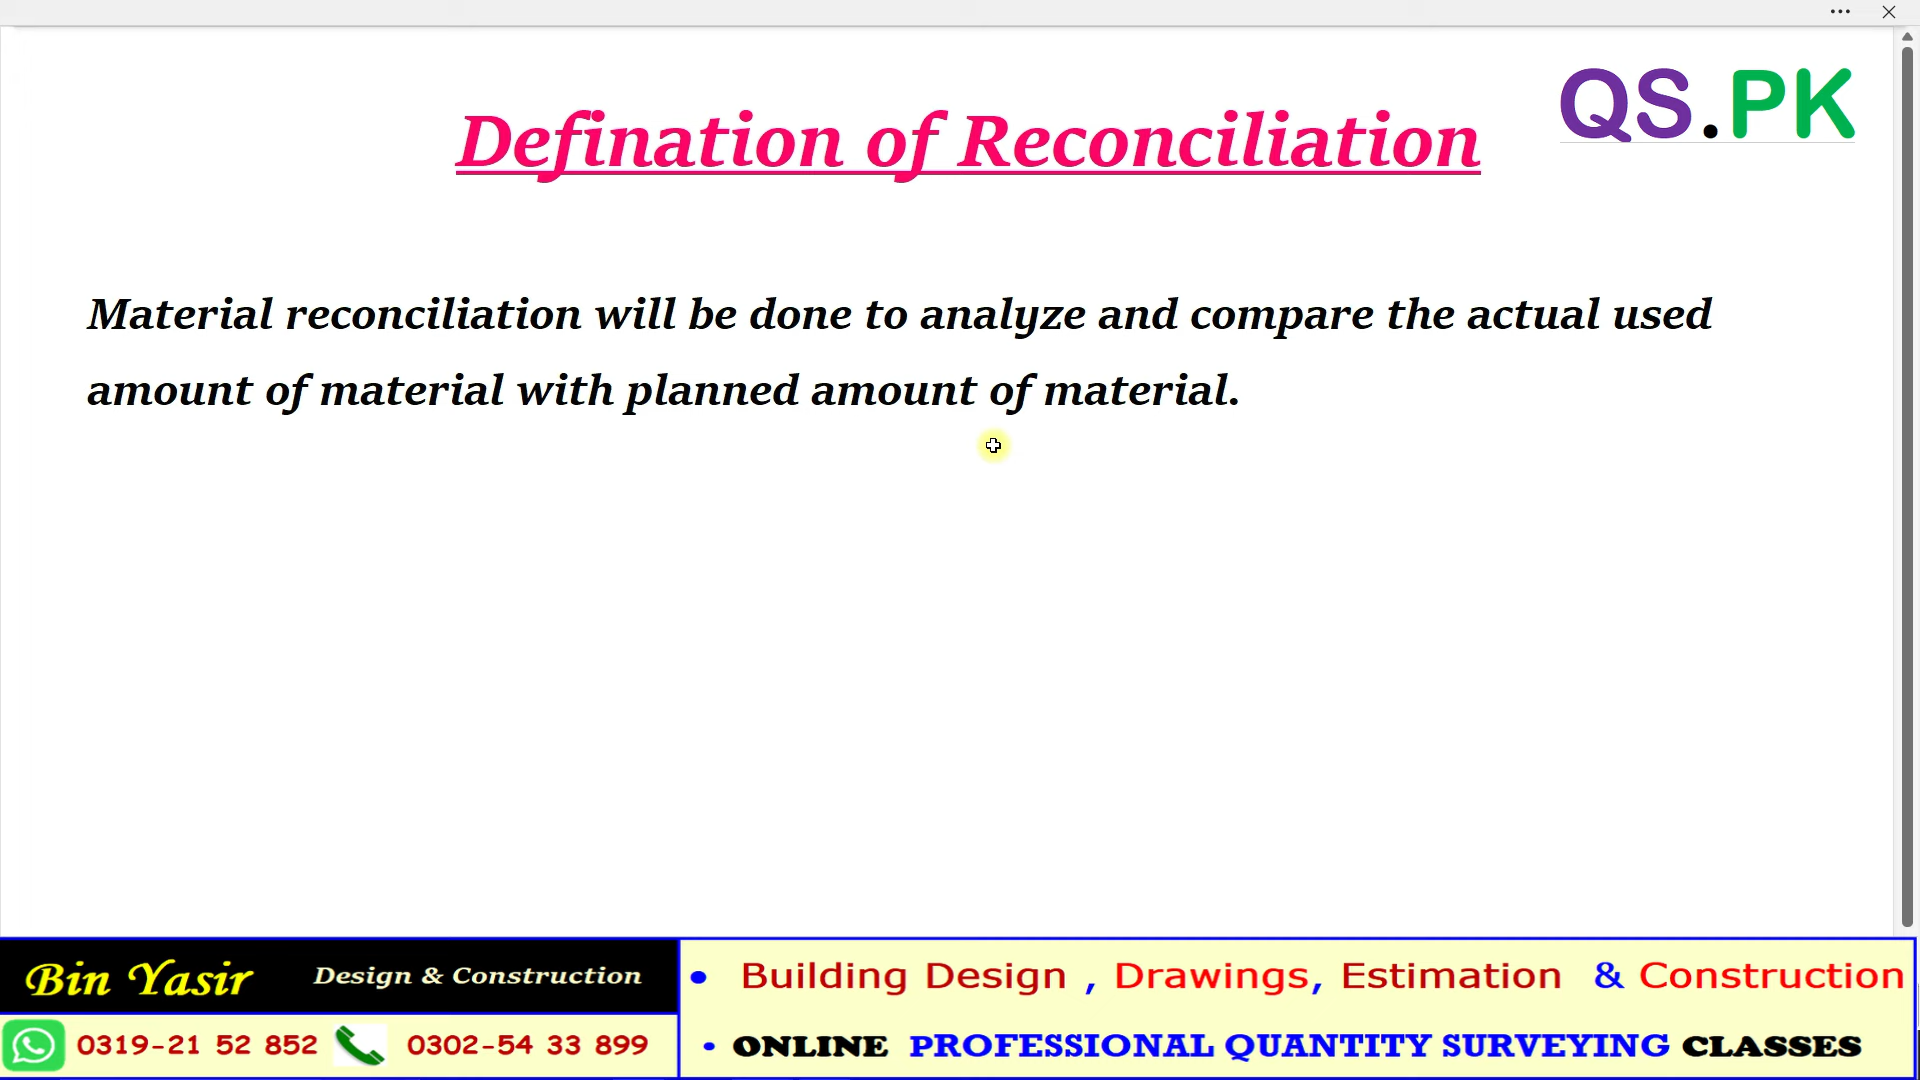 QS.PK
Defination of Reconciliation
Material reconciliation will be done to analyze and compare the actual used
amount of material with planned amount of material.
Bin Yasir Design & Construction
0319-21 52 852 0302-54 33 899
• Building Design , Drawings, Estimation & Construction
• ONLINE PROFESSIONAL QUANTITY SURVEYING CLASSES